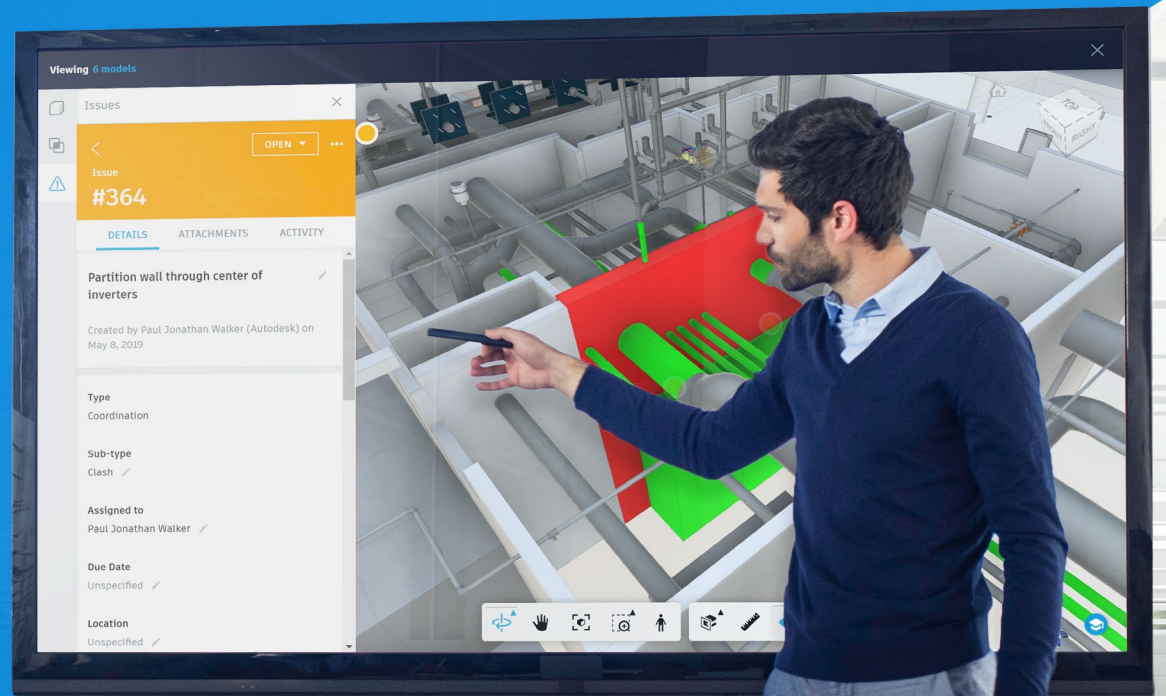 Viewing 6 models
Issues
OPEN
Issue
#364
DETAILS ATTACHMENTS ACTIVITY
Partition wall through center of
inverters
Created by Paul Jonathan Walker (Autodesk) on
May 8, 2019
Type
Coordination
Sub-type
Clash
Assigned to
Paul Jonathan Walker
Due Date
Unspecified
Location
Unspecified
TOP
FRONT RIGHT